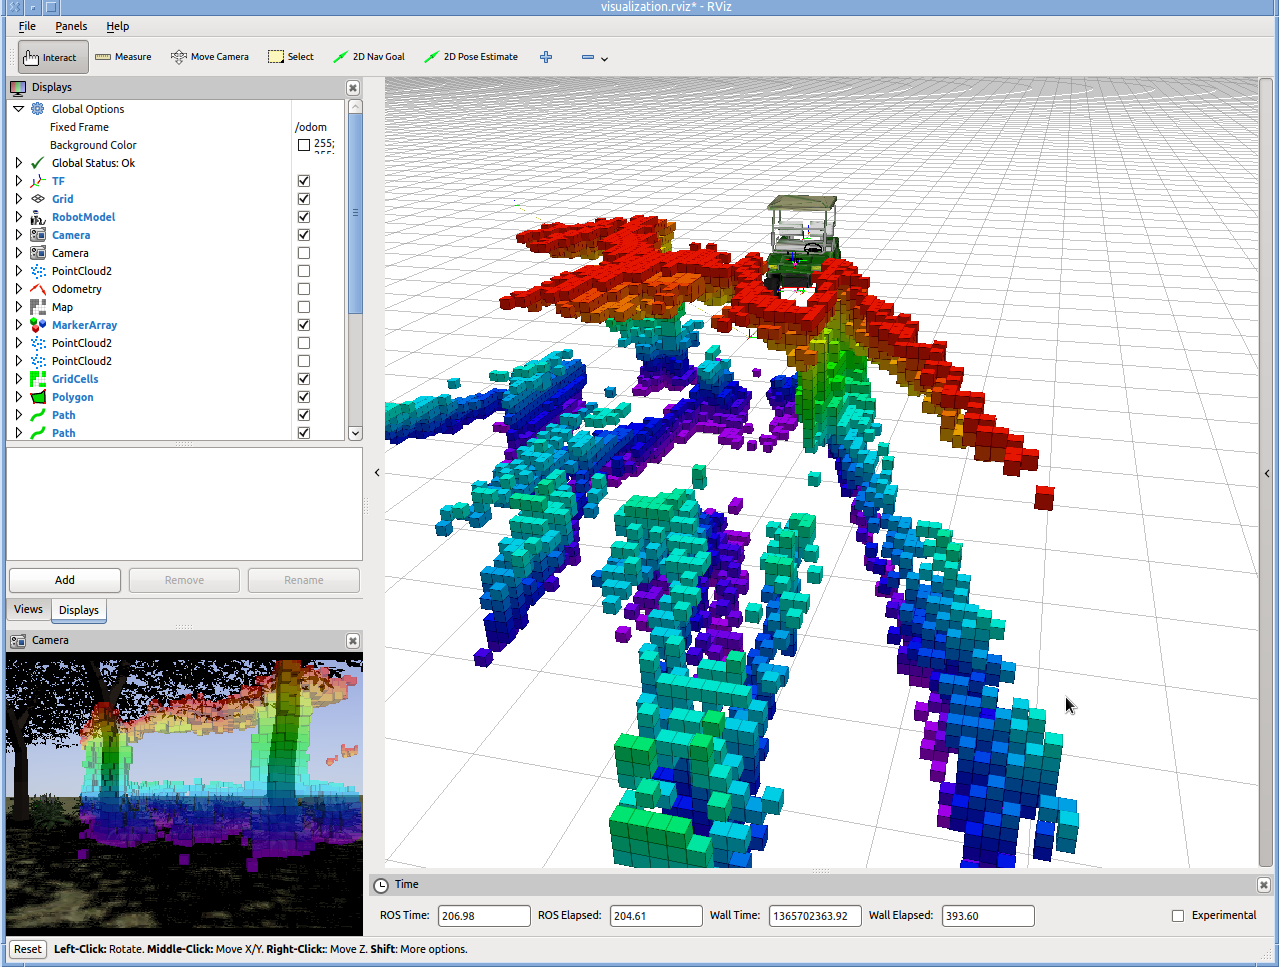 visualization.rviz* - RViz
File Panels Help
Interact Measure Move Camera Select 2D Nav Goal 2D Pose Estimate
Displays
Global Options
Fixed Frame /odom
Background Color 255;
Global Status: Ok
TF
Grid
RobotModel
Camera
Camera
PointCloud2
Odometry
Map
MarkerArray
PointCloud2
PointCloud2
GridCells
Polygon
Path
Path
Add Remove Rename
Views Displays
Camera
Time
ROS Time: 206.98 ROS Elapsed: 204.61 Wall Time: 1365702363.92 Wall Elapsed: 393.60 Experimental
Reset Left-Click: Rotate. Middle-Click: Move X/Y. Right-Click:: Move Z. Shift: More options.